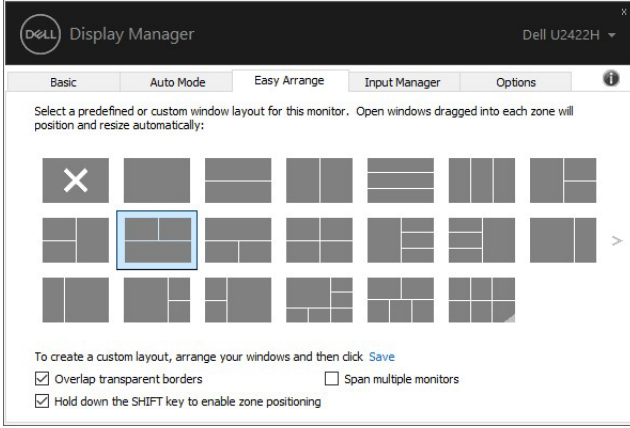 x
DELL Display Manager Dell U2422H
Basic Auto Mode Easy Arrange Input Manager Options i
Select a predefined or custom window layout for this monitor. Open windows dragged into each zone will
position and resize automatically:
>
To create a custom layout, arrange your windows and then click Save
Overlap transparent borders Span multiple monitors
Hold down the SHIFT key to enable zone positioning